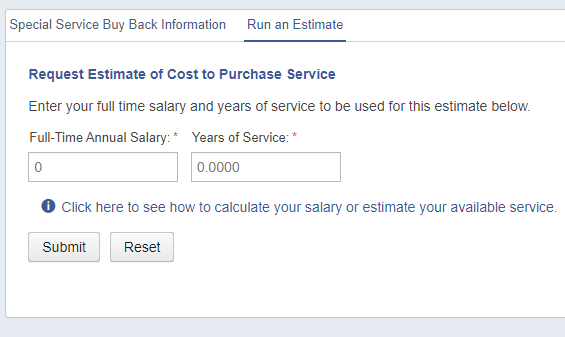 Special Service Buy Back Information Run an Estimate
Request Estimate of Cost to Purchase Service
Enter your full time salary and years of service to be used for this estimate below.
Full-Time Annual Salary: * Years of Service: *
0 0.0000
Click here to see how to calculate your salary or estimate your available service.
Submit Reset